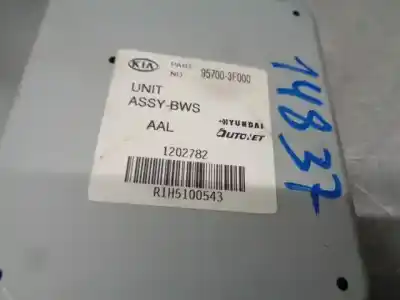 KIA PART NO 95700-3F000
UNIT
ASSY-BWS
AAL
HYUNDAI
AUTONET
1202782
R1H5100543
14837